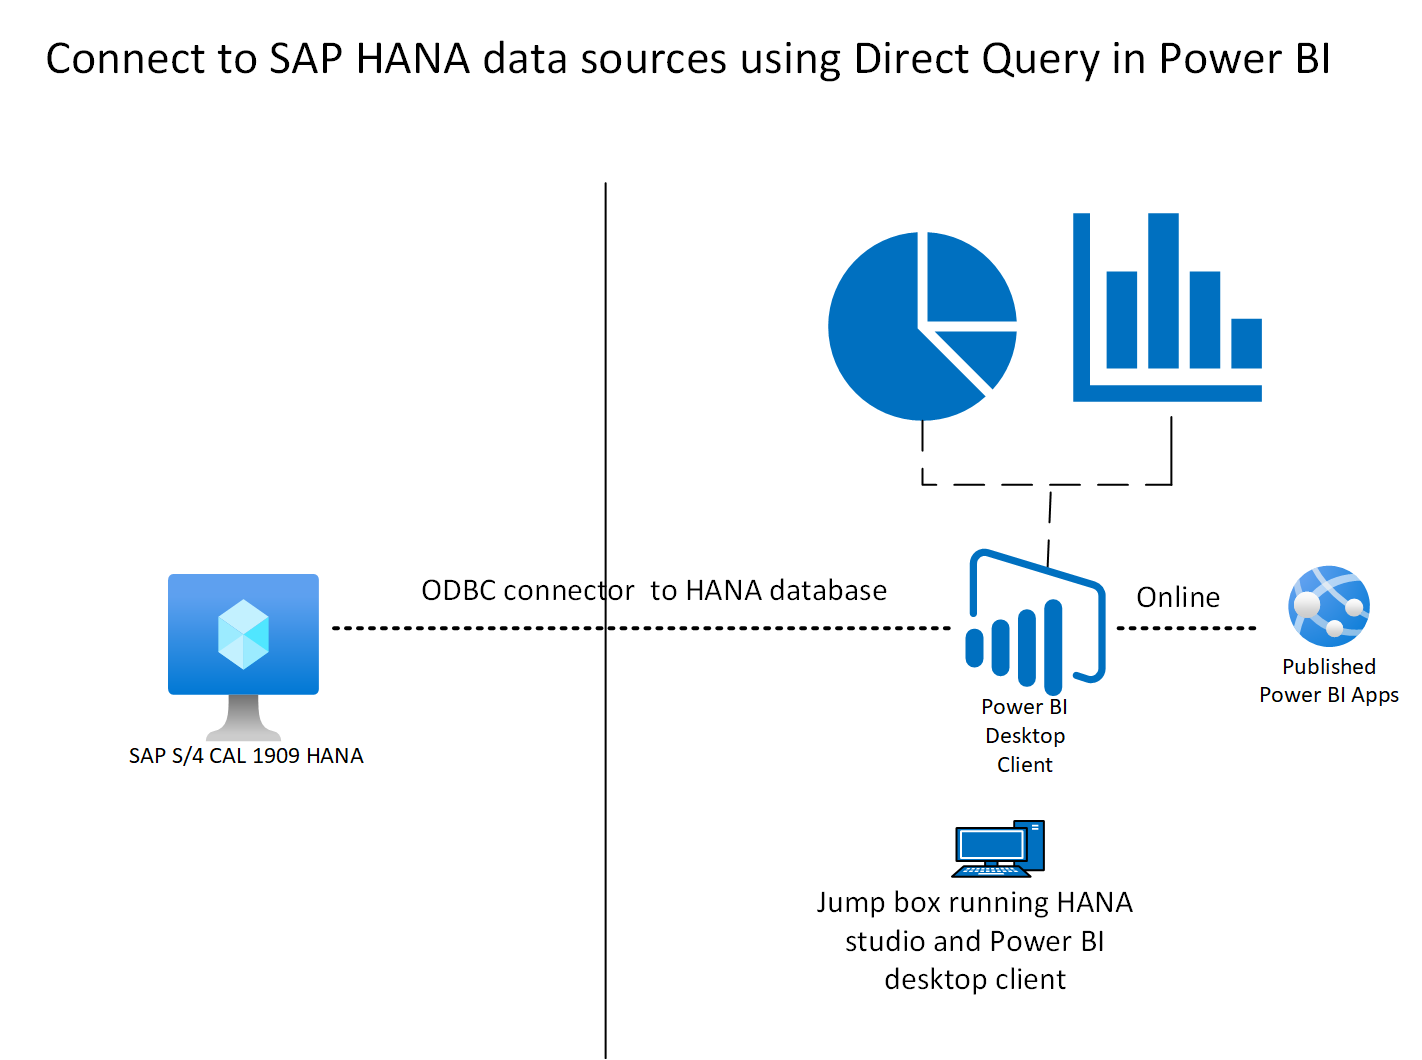 Connect to SAP HANA data sources using Direct Query in Power BI
ODBC connector  to HANA database
Online
SAP S/4 CAL 1909 HANA
Published
Power BI Apps
Power BI
Desktop
Client
Jump box running HANA
studio and Power BI
desktop client